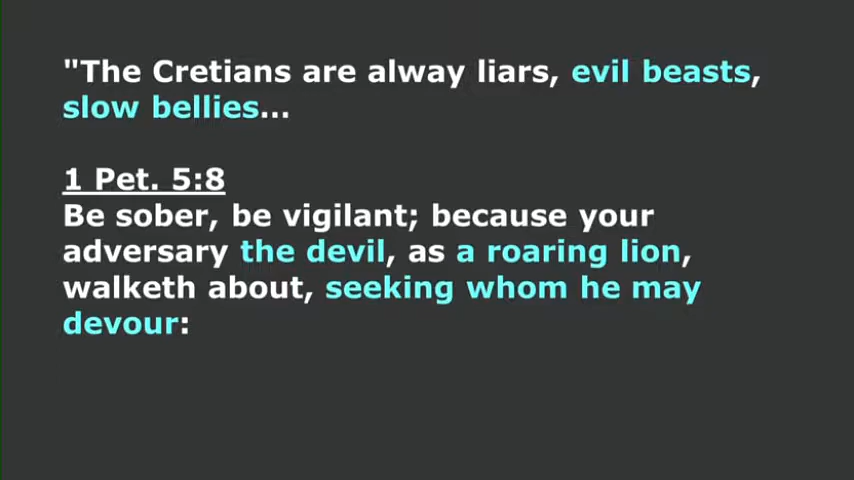 "The Cretians are alway liars, evil beasts,
slow bellies...
1 Pet. 5:8
Be sober, be vigilant; because your
adversary the devil, as a roaring lion,
walketh about, seeking whom he may
devour: